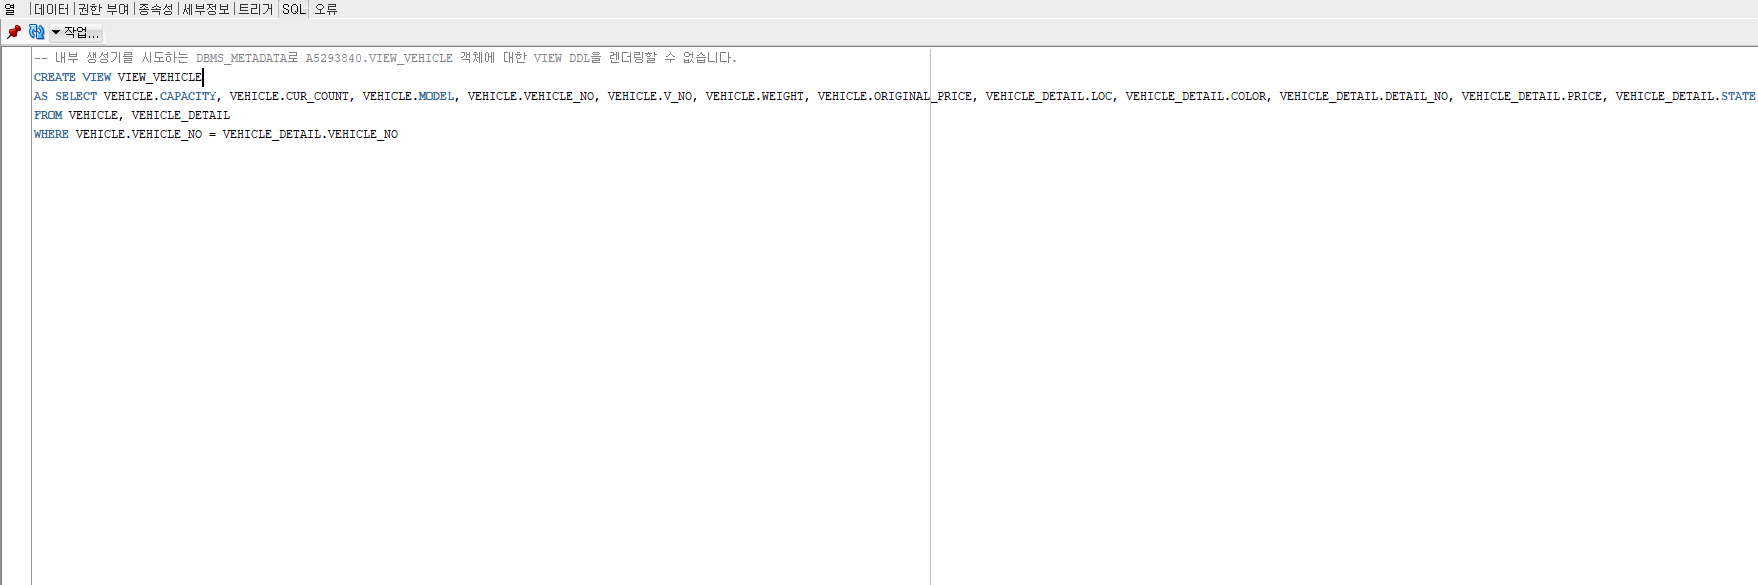 열 데이터 권한 부여 종속성 세부정보 트리거 SQL 오류
작업...
-- 내부 생성기를 시도하는 DBMS_METADATA로 A5293840.VIEW_VEHICLE 객체에 대한 VIEW DDL을 렌더링할 수 없습니다.
CREATE VIEW VIEW_VEHICLE
AS SELECT VEHICLE.CAPACITY, VEHICLE.CUR_COUNT, VEHICLE.MODEL, VEHICLE.VEHICLE_NO, VEHICLE.V_NO, VEHICLE.WEIGHT, VEHICLE.ORIGINAL_PRICE, VEHICLE_DETAIL.LOC, VEHICLE_DETAIL.COLOR, VEHICLE_DETAIL.DETAIL_NO, VEHICLE_DETAIL.PRICE, VEHICLE_DETAIL.STATE
FROM VEHICLE, VEHICLE_DETAIL
WHERE VEHICLE.VEHICLE_NO = VEHICLE_DETAIL.VEHICLE_NO